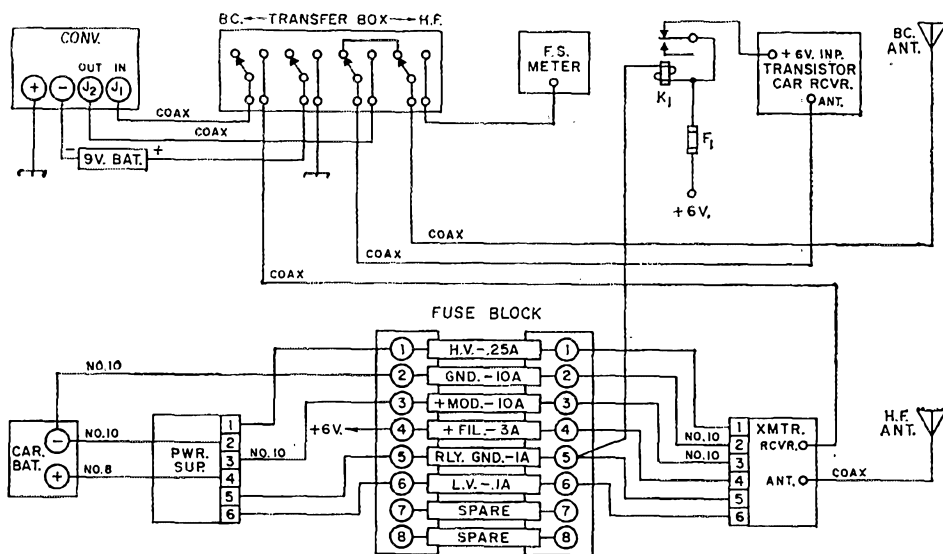 BC. ← TRANSFER BOX → H.F.
CONV.
OUT IN
+ − J2 J1
COAX
COAX
− 9V. BAT. +
F.S.
METER
K1
F1
+6V.
+ 6V. INP.
TRANSISTOR
CAR RCVR.
ANT.
BC.
ANT.
COAX
COAX
COAX
FUSE BLOCK
1 H.V.-.25A 1
2 GND.-10A 2
3 +MOD.-10A 3
+6V. 4 +FIL.-3A 4
5 RLY. GND-1A 5
6 L.V.-.1A 6
7 SPARE 7
8 SPARE 8
NO.10
CAR.
BAT.
−
+
NO.10
NO.8
PWR.
SUP.
1
2
3
4
5
6
NO.10
NO.10
NO.10
1
2
3
4
5
6
XMTR.
RCVR.
ANT.
COAX
H.F.
ANT.